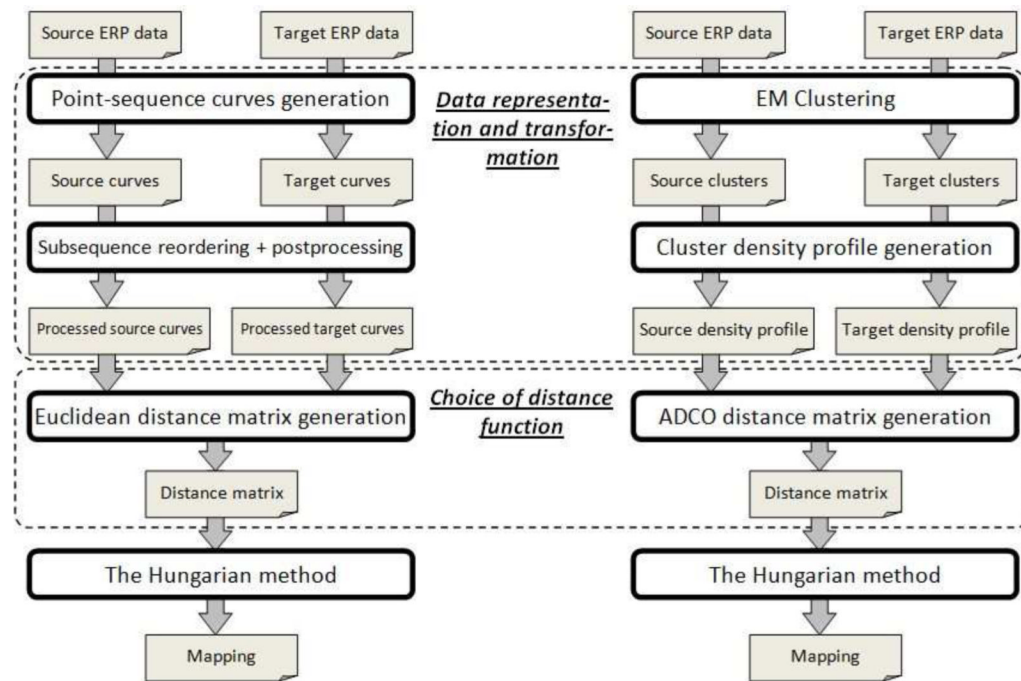 Source ERP data
Target ERP data
Source ERP data
Target ERP data
Point-sequence curves generation
Data representa-
tion and transfor-
mation
EM Clustering
Source curves
Target curves
Source clusters
Target clusters
Subsequence reordering + postprocessing
Cluster density profile generation
Processed source curves
Processed target curves
Source density profile
Target density profile
Euclidean distance matrix generation
Choice of distance
function
ADCO distance matrix generation
Distance matrix
Distance matrix
The Hungarian method
The Hungarian method
Mapping
Mapping